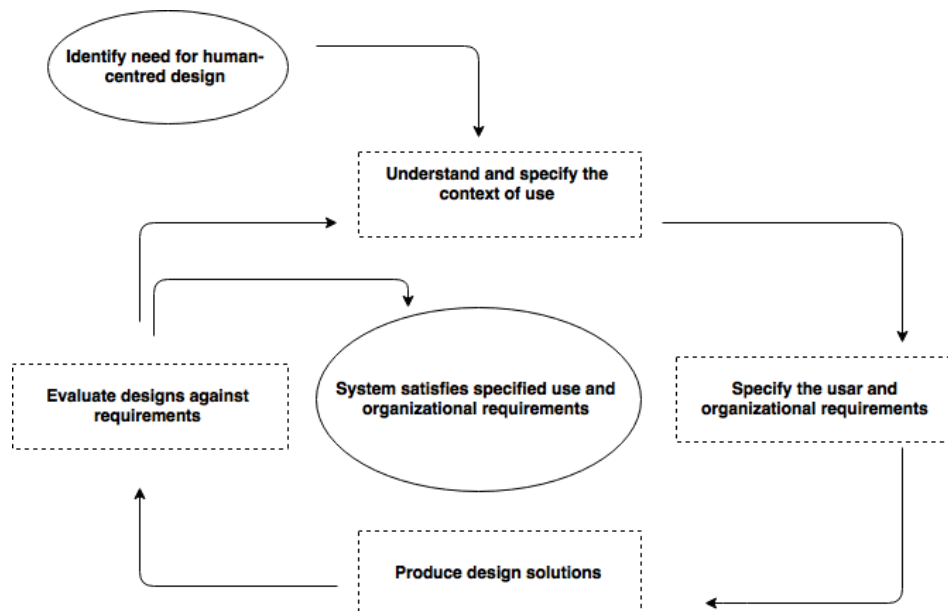 Identify need for human-
centred design
Understand and specify the
context of use
Evaluate designs against
requirements
System satisfies specified use and
organizational requirements
Specify the usar and
organizational requirements
Produce design solutions